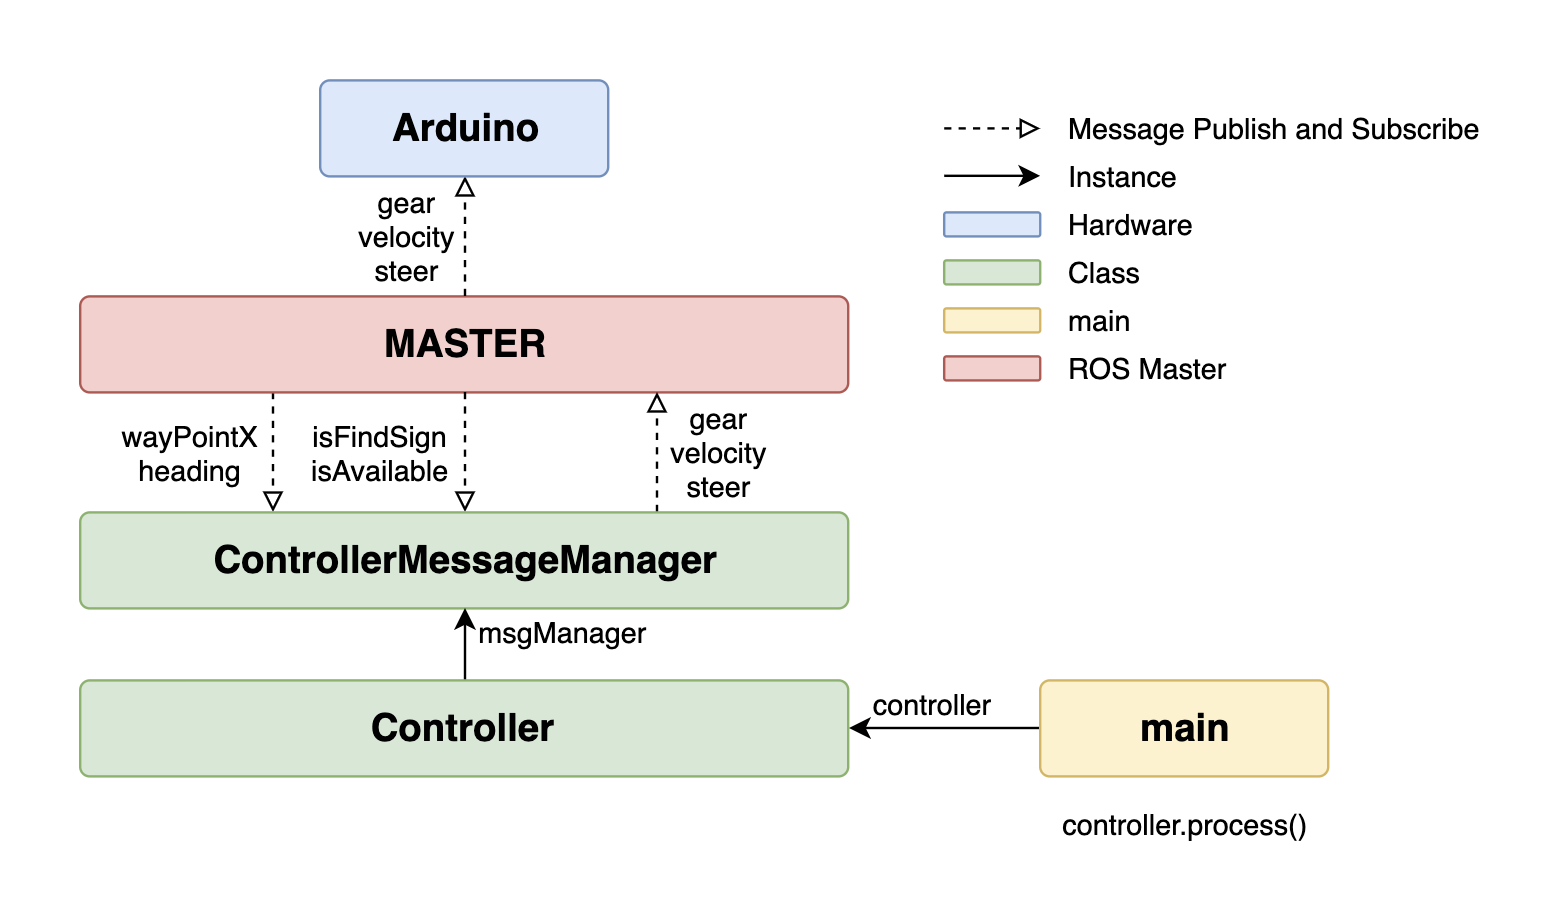 Arduino
gear
velocity
steer
MASTER
wayPointX
heading
isFindSign
isAvailable
gear
velocity
steer
ControllerMessageManager
msgManager
Controller
controller
main
controller.process()
Message Publish and Subscribe
Instance
Hardware
Class
main
ROS Master